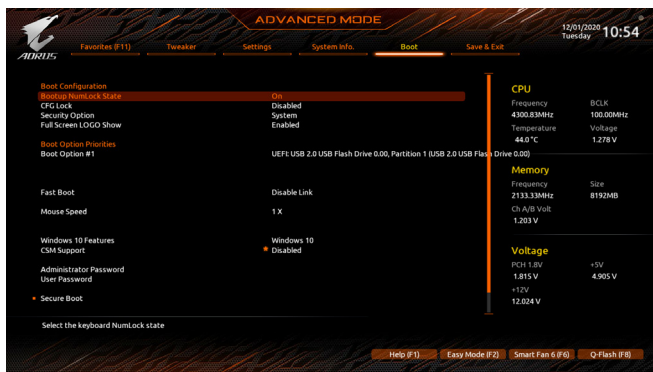 ADVANCED MODE
12/01/2020 Tuesday 10:54
AORUS
Favorites (F11) Tweaker Settings System Info. Boot Save & Exit
Boot Configuration
Bootup NumLock State On
CFG Lock Disabled
Security Option System
Full Screen LOGO Show Enabled
Boot Option Priorities
Boot Option #1 UEFI: USB 2.0 USB Flash Drive 0.00, Partition 1 (USB 2.0 USB Flash Drive 0.00)
Fast Boot Disable Link
Mouse Speed 1 X
Windows 10 Features Windows 10
CSM Support Disabled
Administrator Password
User Password
Secure Boot
Select the keyboard NumLock state
CPU
Frequency BCLK
4300.83MHz 100.00MHz
Temperature Voltage
44.0 °C 1.278 V
Memory
Frequency Size
2133.33MHz 8192MB
Ch A/B Volt
1.203 V
Voltage
PCH 1.8V +5V
1.815 V 4.905 V
+12V
12.024 V
Help (F1) Easy Mode (F2) Smart Fan 6 (F6) Q-Flash (F8)